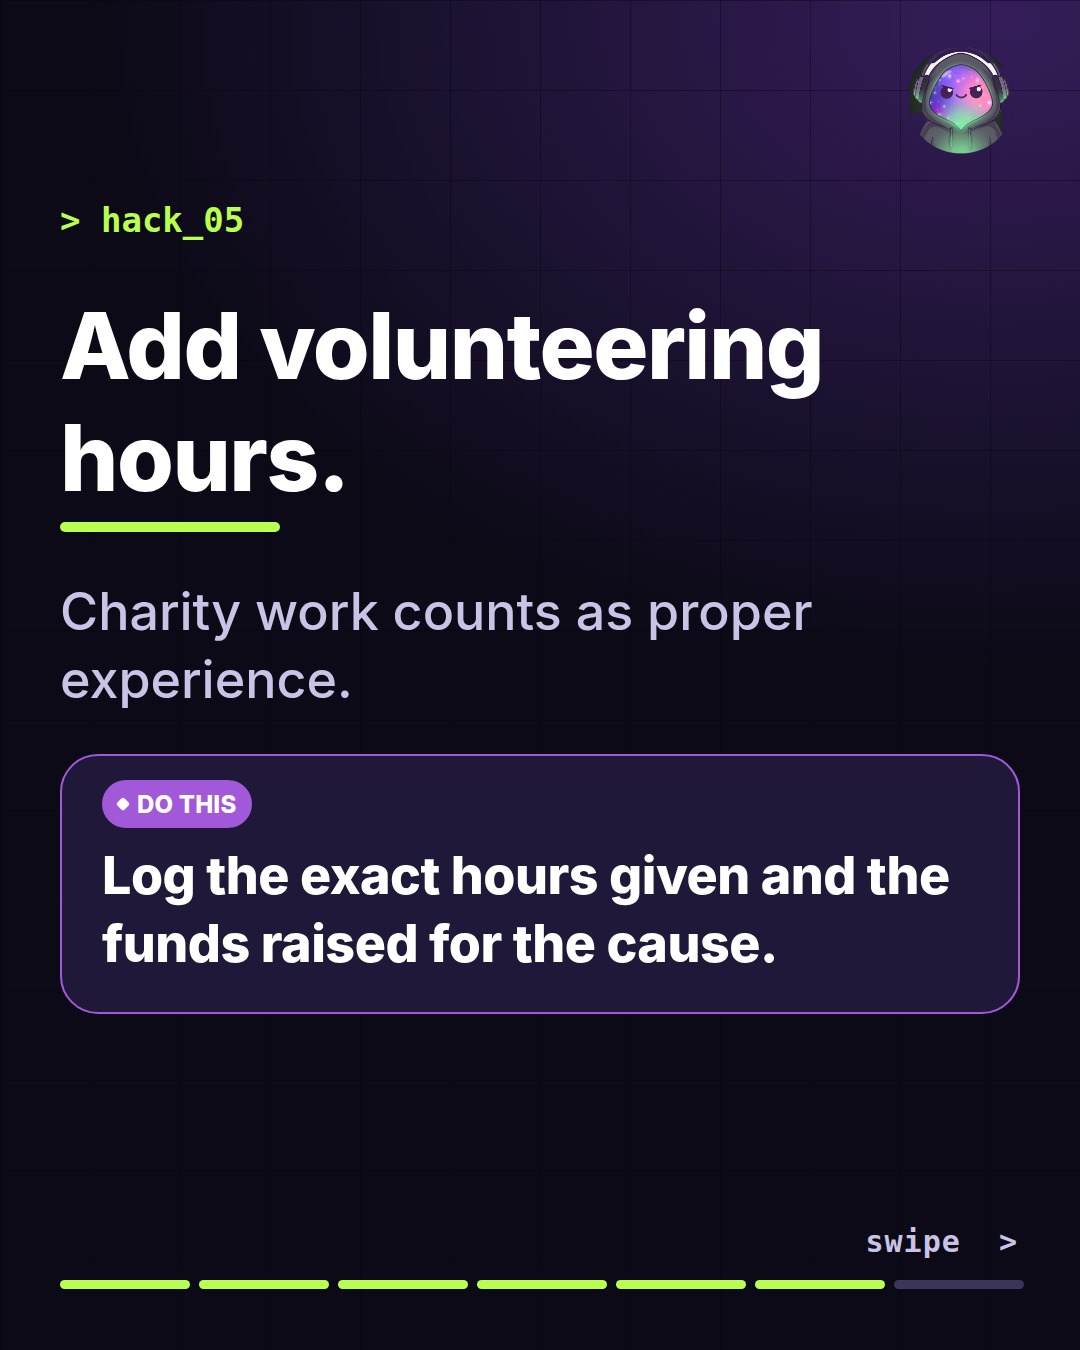 > hack_05
Add volunteering
hours.
Charity work counts as proper
experience.
DO THIS
Log the exact hours given and the
funds raised for the cause.
swipe >